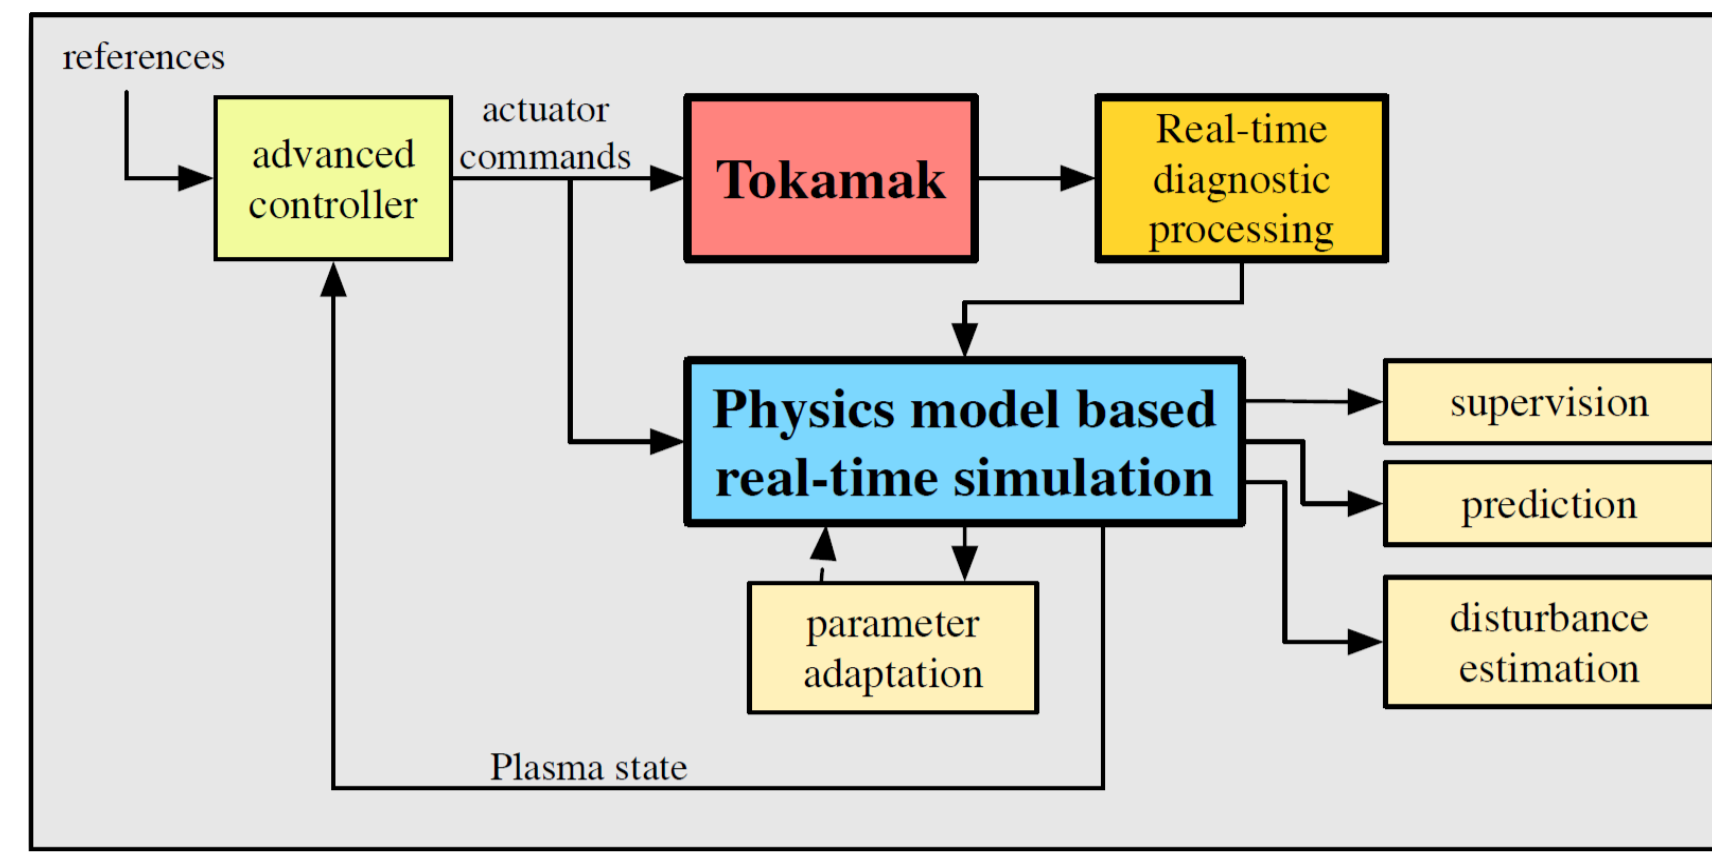 references
advanced
controller
actuator
commands
Tokamak
Real-time
diagnostic
processing
Physics model based
real-time simulation
supervision
prediction
disturbance
estimation
parameter
adaptation
Plasma state